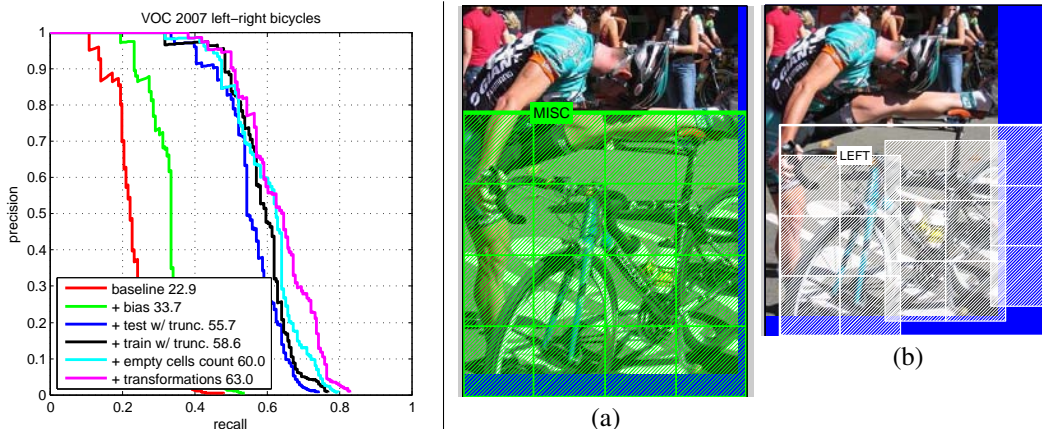 VOC 2007 left-right bicycles
precision
1
0.9
0.8
0.7
0.6
0.5
0.4
0.3
0.2
0.1
0
baseline 22.9
+ bias 33.7
+ test w/ trunc. 55.7
+ train w/ trunc. 58.6
+ empty cells count 60.0
+ transformations 63.0
0 0.2 0.4 0.6 0.8 1
recall
GIANT
MISC
(a)
LEFT
(b)